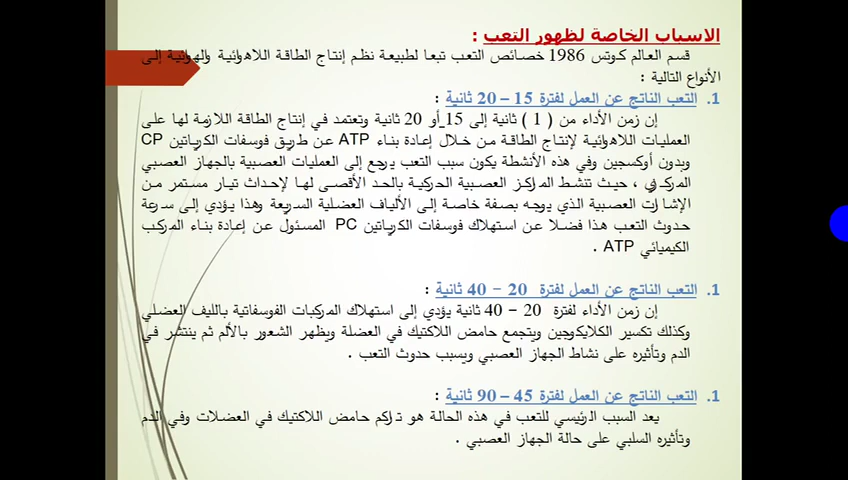 الاسباب الخاصة لظهور التعب :
قسم العالم كوتس 1986 خصائص التعب تبعا لطبيعة نظم إنتاج الطاقة اللاهوائية والهوائية إلى
الأنواع التالية :
1. التعب الناتج عن العمل لفترة 15 – 20 ثانية :
إن زمن الأداء من ( 1 ) ثانية إلى 15 أو 20 ثانية وتعتمد في إنتاج الطاقة اللازمة لها على
العمليات اللاهوائية لإنتاج الطاقة من خلال إعادة بناء ATP عن طريق فوسفات الكرياتين CP
وبدون أوكسجين وفي هذه الأنشطة يكون سبب التعب يرجع إلى العمليات العصبية بالجهاز العصبي
المركزي ، حيث تنشط المراكز العصبية الحركية بالحد الأقصى لها لإحداث تيار مستمر من
الإشارات العصبية الذي يوجه بصفة خاصة إلى الألياف العضلية السريعة وهذا يؤدي إلى سرعة
حدوث التعب هذا فضلا عن استهلاك فوسفات الكرياتين PC المسئول عن إعادة بناء المركب
الكيميائي ATP .
1. التعب الناتج عن العمل لفترة 20 – 40 ثانية :
إن زمن الأداء لفترة 20 – 40 ثانية يؤدي إلى استهلاك المركبات الفوسفاتية بالليف العضلي
وكذلك تكسير الكلايكوجين ويتجمع حامض اللاكتيك في العضلة ويظهر الشعور بالألم ثم ينتشر في
الدم وتأثيره على نشاط الجهاز العصبي ويسبب حدوث التعب .
1. التعب الناتج عن العمل لفترة 45 – 90 ثانية :
يعد السبب الرئيسي للتعب في هذه الحالة هو تراكم حامض اللاكتيك في العضلات وفي الدم
وتأثيره السلبي على حالة الجهاز العصبي .